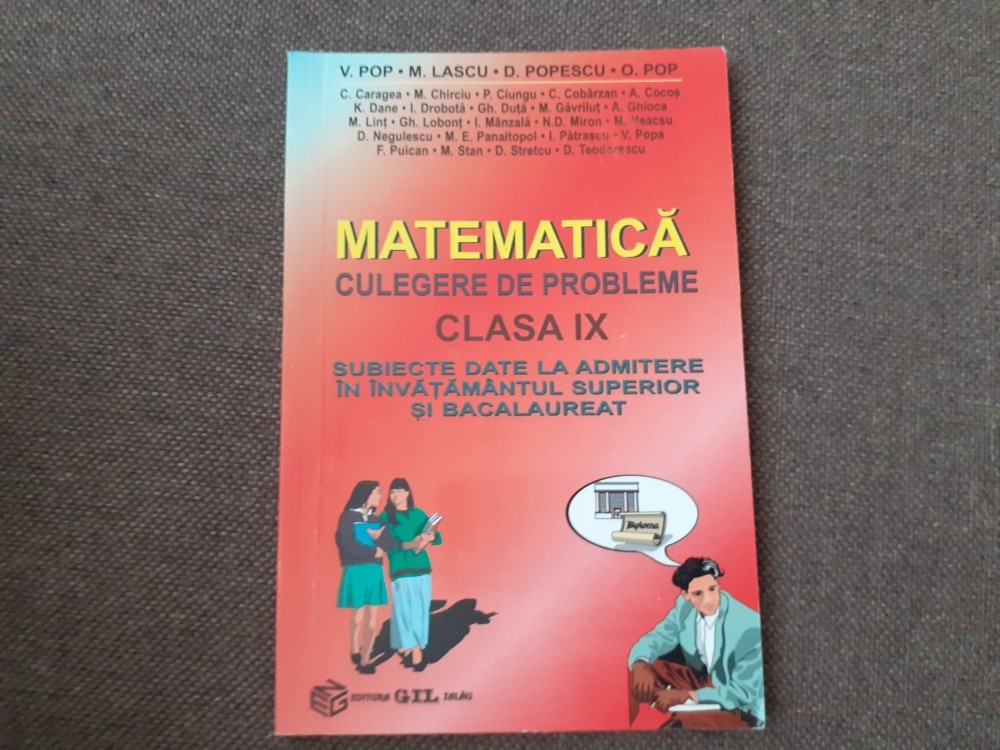 V. POP • M. LASCU • D. POPESCU • O. POP
C. Caragea • M. Chirciu • P. Ciungu • C. Cobârzan • A. Cocoș
K. Dane • I. Drobotă • Gh. Duță • M. Găvriluț • A. Ghioca
M. Linț • Gh. Lobonț • I. Mânzală • N.D. Miron • M. Neacșu
D. Negulescu • M. E. Panaitopol • I. Pătrașcu • V. Popa
F. Puican • M. Stan • D. Stretcu • D. Teodorescu
MATEMATICĂ
CULEGERE DE PROBLEME
CLASA IX
SUBIECTE DATE LA ADMITERE
ÎN ÎNVĂȚĂMÂNTUL SUPERIOR
ȘI BACALAUREAT
Diploma
EDITURA GIL ZALĂU